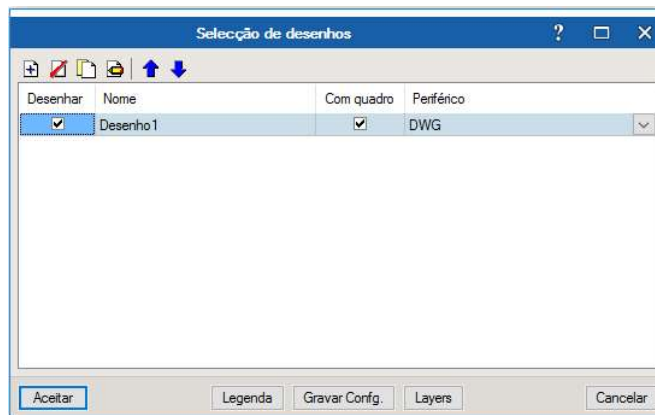 Selecção de desenhos ?
Desenhar Nome Com quadro Periférico
Desenho1 DWG
Aceitar Legenda Gravar Confg. Layers Cancelar